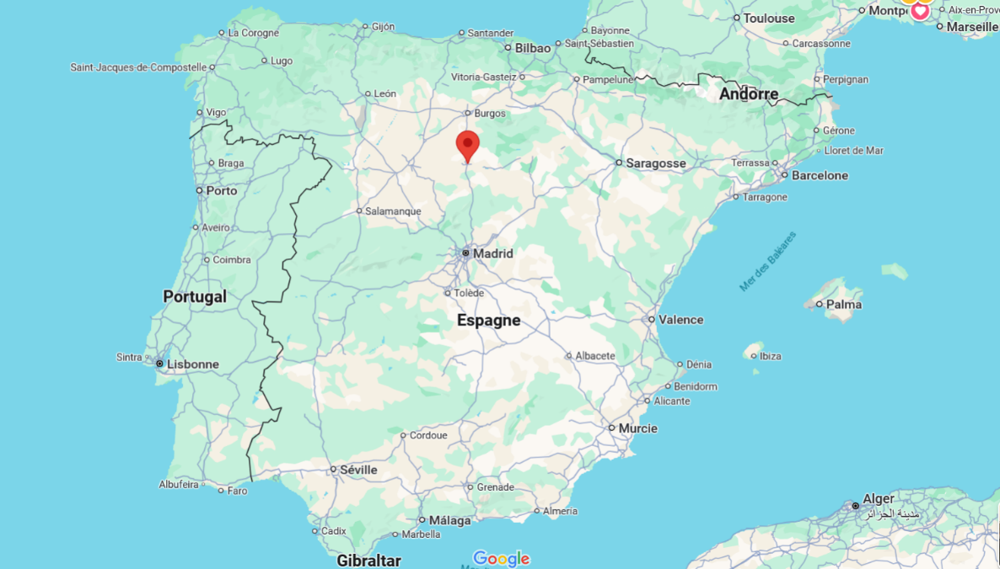 La Corogne
Gijón
Santander
Bilbao
Bayonne
Saint-Sébastien
Toulouse
Carcassonne
Aix-en-Prov
Marseille
Saint-Jacques-de-Compostelle
Lugo
León
Vitoria-Gasteiz
Pampelune
Andorre
Perpignan
Vigo
Burgos
Gérone
Braga
Saragosse
Terrassa
Lloret de Mar
Barcelone
Porto
Salamanque
Tarragone
Aveiro
Coimbra
Madrid
Mer des Baléares
Portugal
Tolède
Espagne
Valence
Palma
Sintra
Lisbonne
Albacete
Ibiza
Dénia
Benidorm
Alicante
Murcie
Cordoue
Séville
Albufeira
Faro
Grenade
Alger
مدينة الجزائر
Almeria
Málaga
Cadix
Marbella
Gibraltar
Google